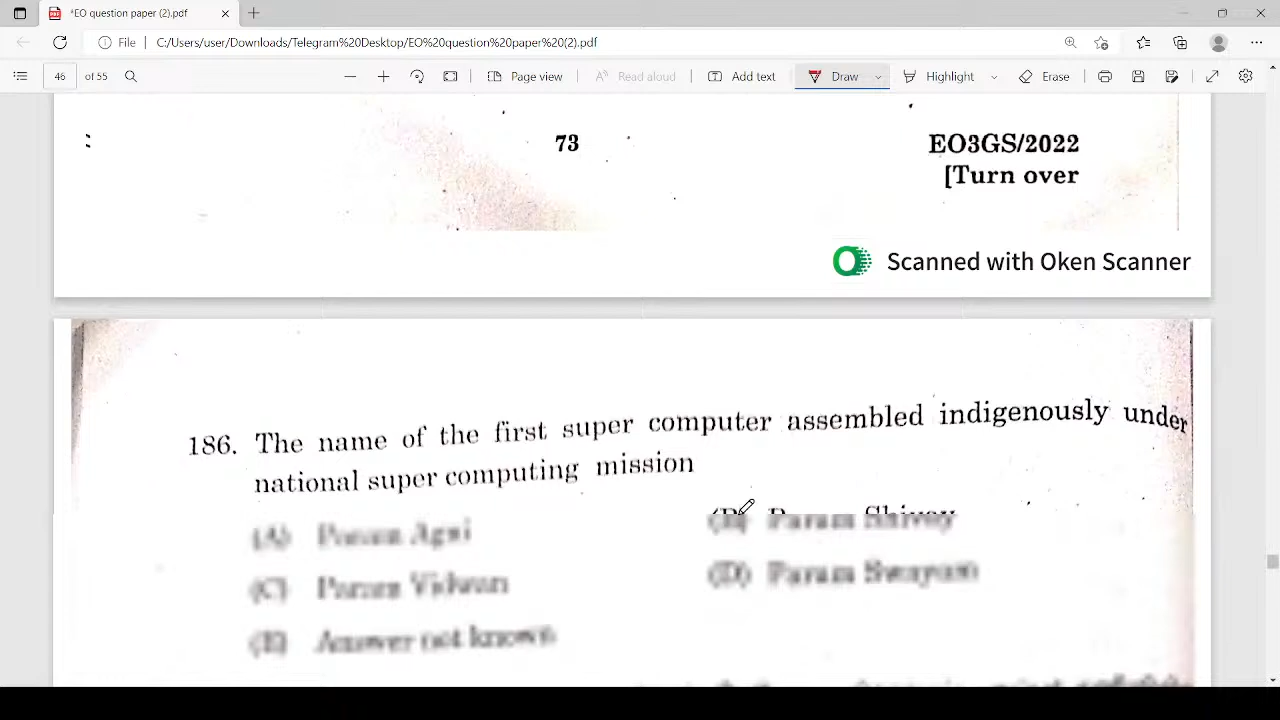 *EO question paper (2).pdf
File C:/Users/user/Downloads/Telegram%20Desktop/EO%20question%20paper%20(2).pdf
46 of 55 Page view Read aloud Add text Draw Highlight Erase
73 EO3GS/2022
[Turn over
Scanned with Oken Scanner
186. The name of the first super computer assembled indigenously under
national super computing mission
(A) Param Agni (B) Param Shivay
(C) Param Vidwan (D) Param Swayam
(E) Answer not known